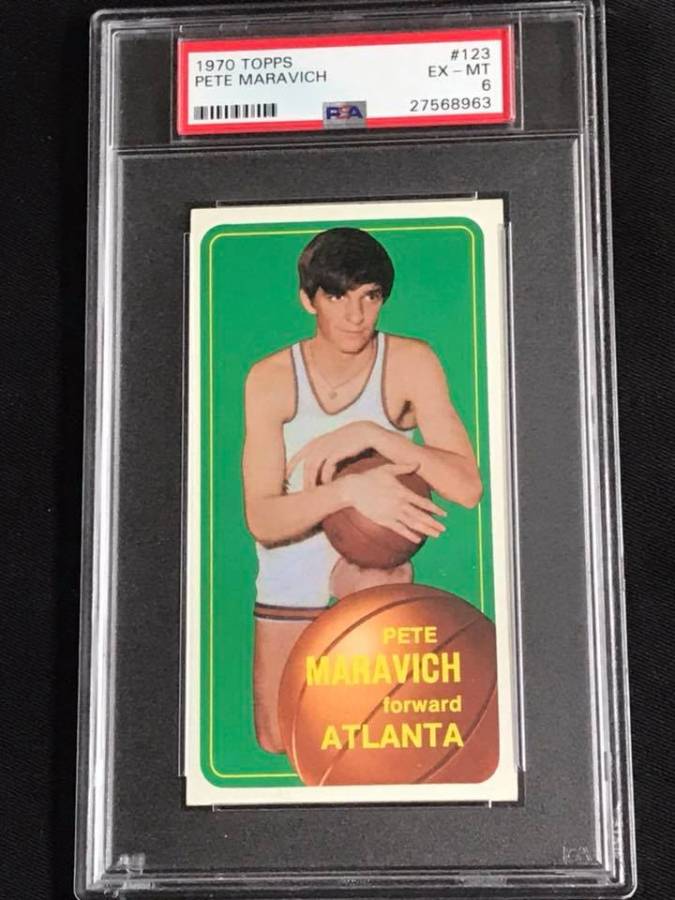 1970 TOPPS #123
PETE MARAVICH EX - MT
6
PSA 27568963
PETE
MARAVICH
forward
ATLANTA